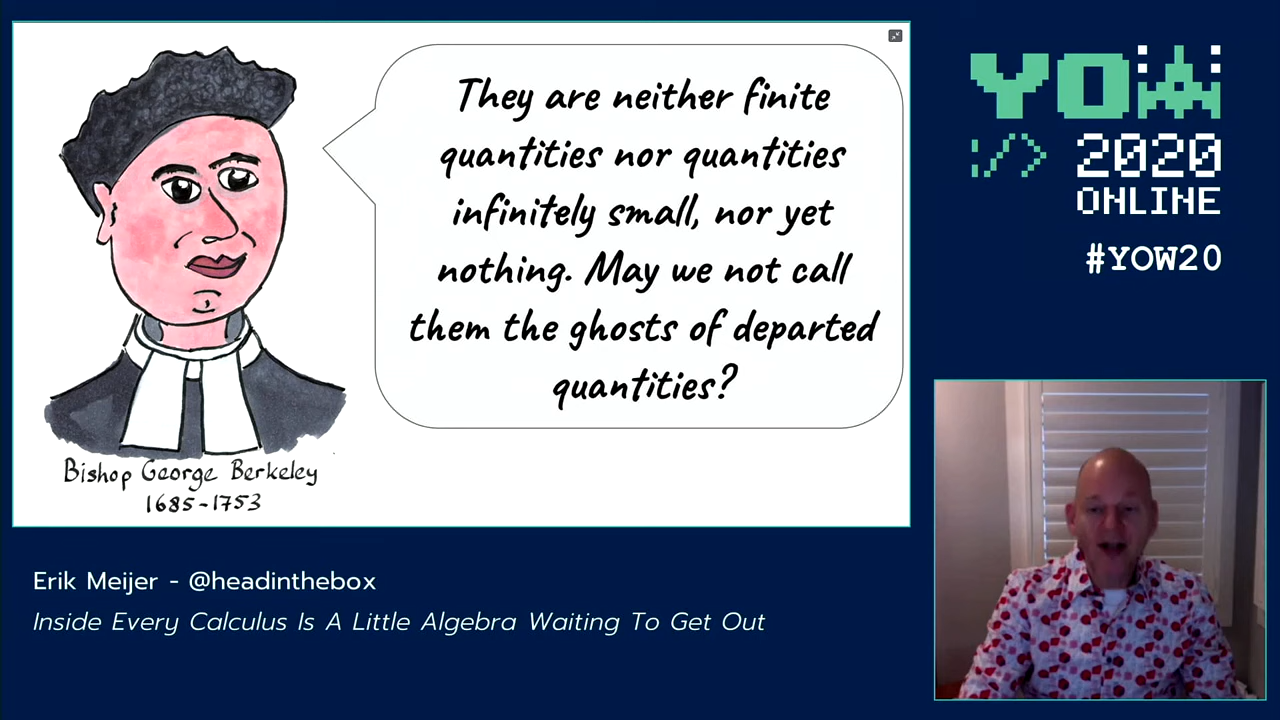 They are neither finite
quantities nor quantities
infinitely small, nor yet
nothing. May we not call
them the ghosts of departed
quantities?
Bishop George Berkeley
1685-1753
YOW
:/> 2020
ONLINE
#YOW20
Erik Meijer - @headinthebox
Inside Every Calculus Is A Little Algebra Waiting To Get Out